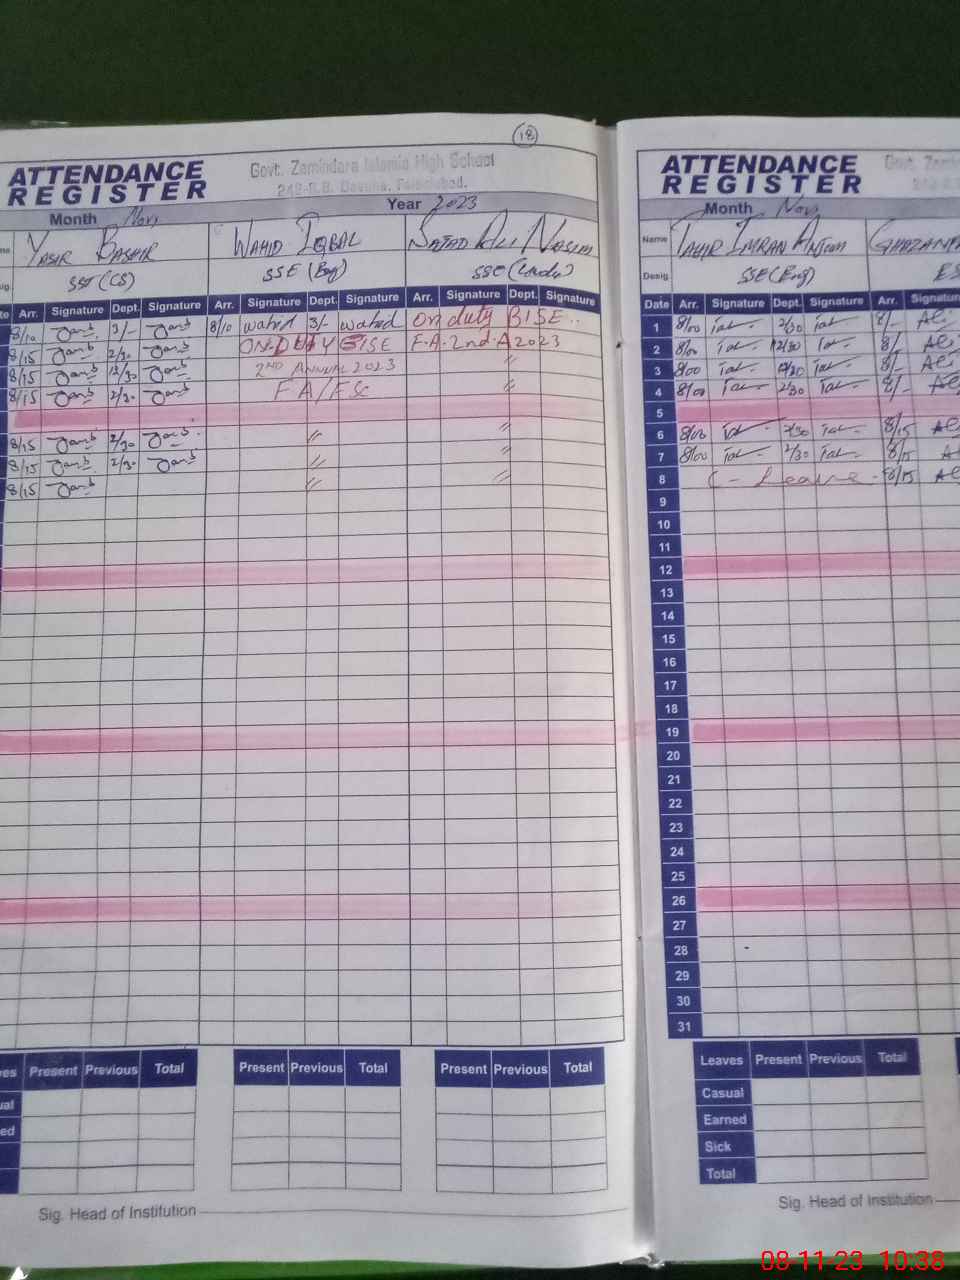 18
ATTENDANCE
REGISTER
Govt. Zamindara Islamia High School
Month Nov,
Year 2023
YASIR BASHIR
WAHID IQBAL
SAJJAD ALI
SST (CS)
SSE (Eng)
SSE (Urdu)
Arr. Signature Dept. Signature Arr. Signature Dept. Signature Arr. Signature Dept. Signature
8/10 3/- 8/10 wahid 3/- wahid On duty BISE..
8/15 2/30 ON-DUTY BISE F.A. 2nd.A 2023 "
8/15 12/30 2ND ANNUAL 2023 "
8/15 2/30 FA/FSc "
8/15 2/30 " "
8/15 2/30 " "
8/15 " "
Present Previous Total Present Previous Total Present Previous Total
Sig. Head of Institution
ATTENDANCE
REGISTER
Govt.
Month Nov,
Name TAHIR IMRAN ANJUM
Desig. SSE (Eng)
Date Arr. Signature Dept. Signature Arr.
1 8/00 2/30 8/-
2 8/00 12/30 8/-
3 8/00 8/-
4 8/00 2/30 8/-
5
6 8/00 2/30 8/15
7 8/00 2/30 8/15
8 C - Leave - 8/15
9
10
11
12
13
14
15
16
17
18
19
20
21
22
23
24
25
26
27
28
29
30
31
Leaves Present Previous Total
Casual
Earned
Sick
Total
Sig. Head of Institution
08-11-23 10:38